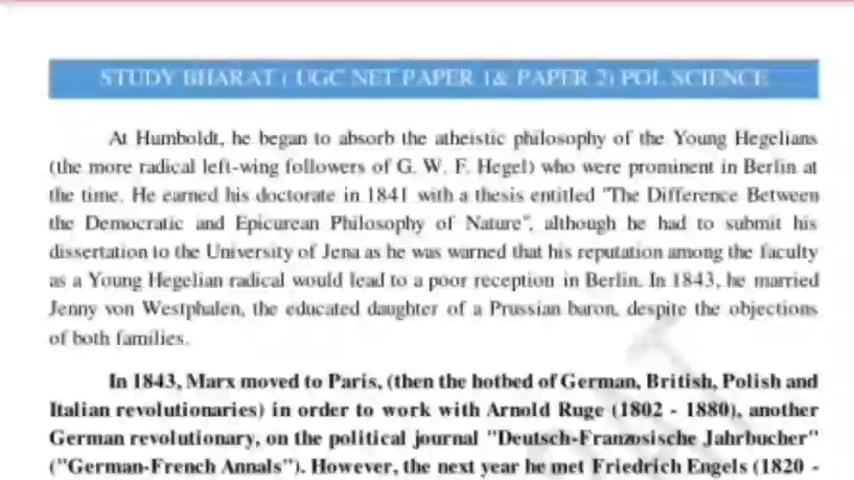 STUDY BHARAT ( UGC NET PAPER 1& PAPER 2) POL SCIENCE
At Humboldt, he began to absorb the atheistic philosophy of the Young Hegelians
(the more radical left-wing followers of G. W. F. Hegel) who were prominent in Berlin at
the time. He earned his doctorate in 1841 with a thesis entitled "The Difference Between
the Democratic and Epicurean Philosophy of Nature", although he had to submit his
dissertation to the University of Jena as he was warned that his reputation among the faculty
as a Young Hegelian radical would lead to a poor reception in Berlin. In 1843, he married
Jenny von Westphalen, the educated daughter of a Prussian baron, despite the objections
of both families.
In 1843, Marx moved to Paris, (then the hotbed of German, British, Polish and
Italian revolutionaries) in order to work with Arnold Ruge (1802 - 1880), another
German revolutionary, on the political journal "Deutsch-Franzosische Jahrbucher"
("German-French Annals"). However, the next year he met Friedrich Engels (1820 -